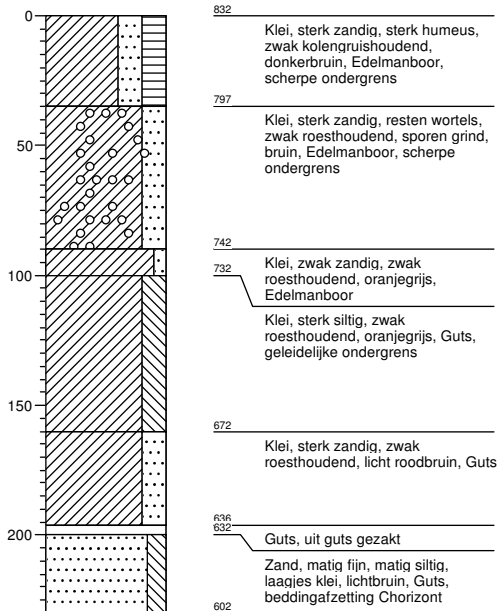 0
832
Klei, sterk zandig, sterk humeus,
zwak kolengruishoudend,
donkerbruin, Edelmanboor,
scherpe ondergrens
797
Klei, sterk zandig, resten wortels,
zwak roesthoudend, sporen grind,
bruin, Edelmanboor, scherpe
ondergrens
50
742
Klei, zwak zandig, zwak
roesthoudend, oranjegrijs,
Edelmanboor
100
732
Klei, sterk siltig, zwak
roesthoudend, oranjegrijs, Guts,
geleidelijke ondergrens
150
672
Klei, sterk zandig, zwak
roesthoudend, licht roodbruin, Guts
636
200
632
Guts, uit guts gezakt
Zand, matig fijn, matig siltig,
laagjes klei, lichtbruin, Guts,
beddingafzetting Chorizont
602